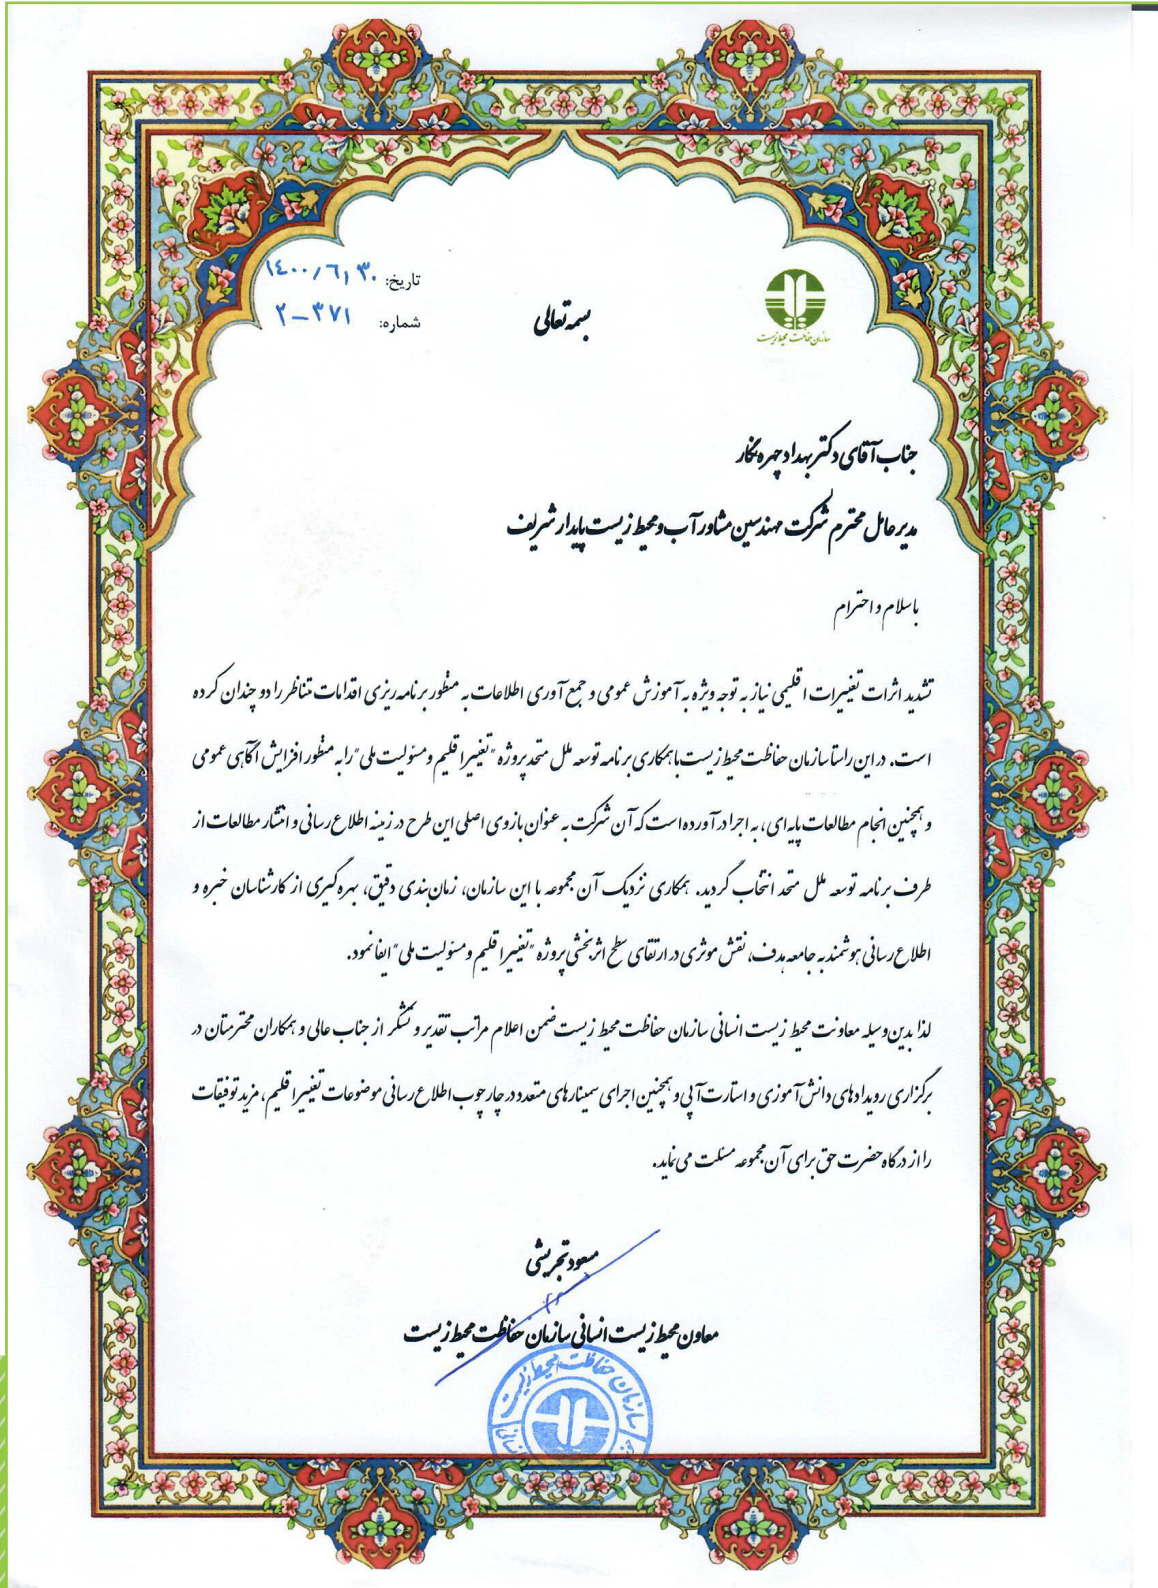 تاریخ: ۱۴۰۰/۶/۳۰
شماره: ۲-۳۷۱
بسمه تعالی
سازمان حفاظت محیط زیست
جناب آقای دکتر بهداد چهره نگار
مدیرعامل محترم شرکت مهندسین مشاور آب و محیط زیست پایدار شریف
باسلام و احترام
تشدید اثرات تغییرات اقلیمی نیاز به توجه ویژه به آموزش عمومی و جمع آوری اطلاعات به منظور برنامه ریزی اقدامات متناظر را دو چندان کرده
است. در این راستا سازمان حفاظت محیط زیست با همکاری برنامه توسعه ملل متحد پروژه "تغییر اقلیم و مسئولیت ملی" را به منظور افزایش آگاهی عمومی
و همچنین انجام مطالعات پایه ای، به اجرا درآورده است که آن شرکت به عنوان بازوی اصلی این طرح در زمینه اطلاع رسانی و انتشار مطالعات از
طرف برنامه توسعه ملل متحد انتخاب گردید. همکاری نزدیک آن مجموعه با این سازمان، زمان بندی دقیق، بهره گیری از کارشناسان خبره و
اطلاع رسانی هوشمند به جامعه هدف، نقش موثری در ارتقای سطح اثربخشی پروژه "تغییر اقلیم و مسئولیت ملی" ایفا نمود.
لذا بدین وسیله معاونت محیط زیست انسانی سازمان حفاظت محیط زیست ضمن اعلام مراتب تقدیر و تشکر از جناب عالی و همکاران محترمتان در
برگزاری رویدادهای دانش آموزی و استارت آپی و همچنین اجرای سمینارهای متعدد در چارچوب اطلاع رسانی موضوعات تغییر اقلیم، مزید توفیقات
را از درگاه حضرت حق برای آن مجموعه مسئلت می نماید.
مسعود تجریشی
معاون محیط زیست انسانی سازمان حفاظت محیط زیست
سازمان حفاظت محیط زیست